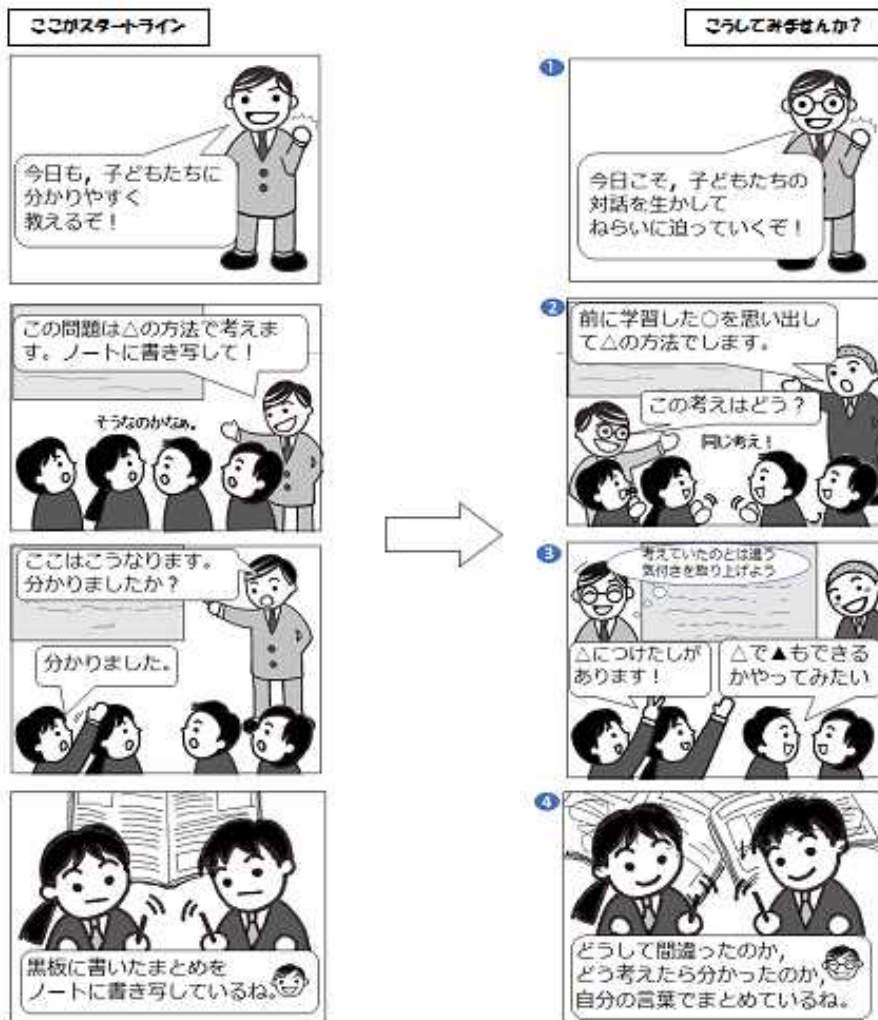 ここがスタートライン
今日も，子どもたちに
分かりやすく
教えるぞ！
この問題は△の方法で考えま
す。ノートに書き写して！
そうなのかなぁ。
ここはこうなります。
分かりましたか？
分かりました。
黒板に書いたまとめを
ノートに書き写しているね。
こうしてみませんか？
1
今日こそ，子どもたちの
対話を生かして
ねらいに迫っていくぞ！
2
前に学習した○を思い出し
て△の方法でします。
この考えはどう？
同じ考え！
3
考えていたのとは違う
気付きを取り上げよう
△につけたしが
あります！
△で▲もできる
かやってみたい
4
どうして間違ったのか，
どう考えたら分かったのか，
自分の言葉でまとめているね。